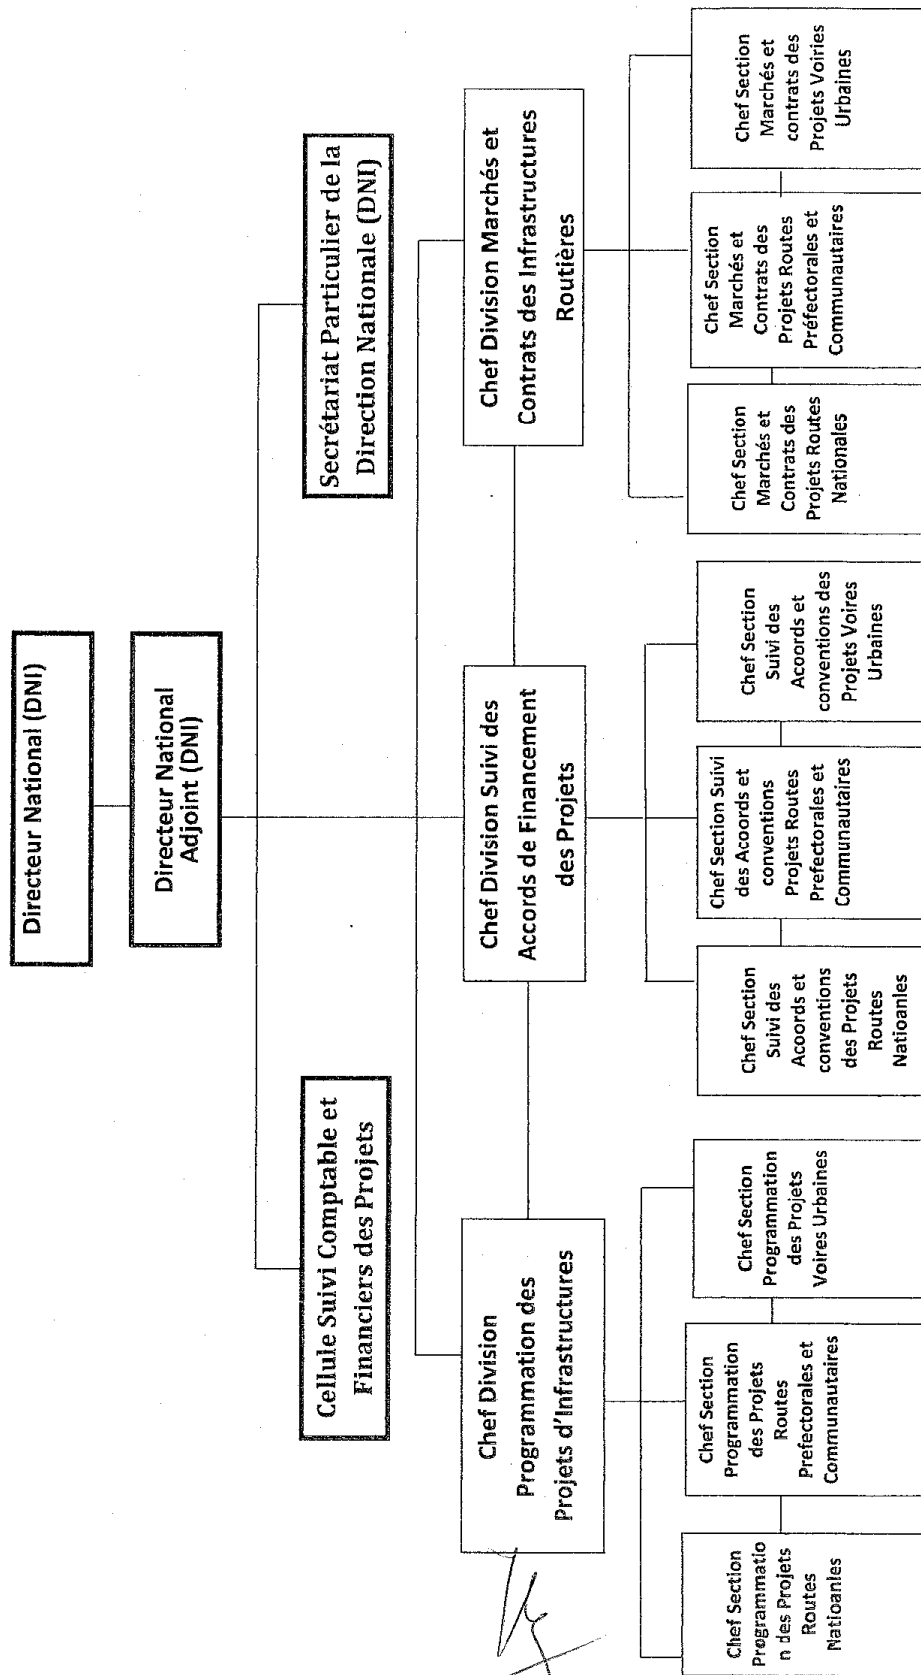 Directeur National (DNI)
Directeur National
Adjoint (DNI)
Cellule Suivi Comptable et
Financiers des Projets
Secrétariat Particulier de la
Direction Nationale (DNI)
Chef Division
Programmation des
Projets d'Infrastructures
Chef Division Suivi des
Accords de Financement
des Projets
Chef Division Marchés et
Contrats des Infrastructures
Routières
Chef Section
Programmatio
n des Projets
Routes
Natioanles
Chef Section
Programmation
des Projets
Routes
Prefectorales et
Communautaires
Chef Section
Programmation
des Projets
Voires Urbaines
Chef Section
Suivi des
Acoords et
conventions
des Projets
Routes
Natioanles
Chef Section Suivi
des Acoords et
conventions
Projets Routes
Prefectorales et
Communautaires
Chef Section
Suivi des
Acoords et
conventions des
Projets Voires
Urbaines
Chef Section
Marchés et
Contrats des
Projets Routes
Nationales
Chef Section
Marchés et
Contrats des
Projets Routes
Préfectorales et
Communautaires
Chef Section
Marchés et
contrats des
Projets Voiries
Urbaines